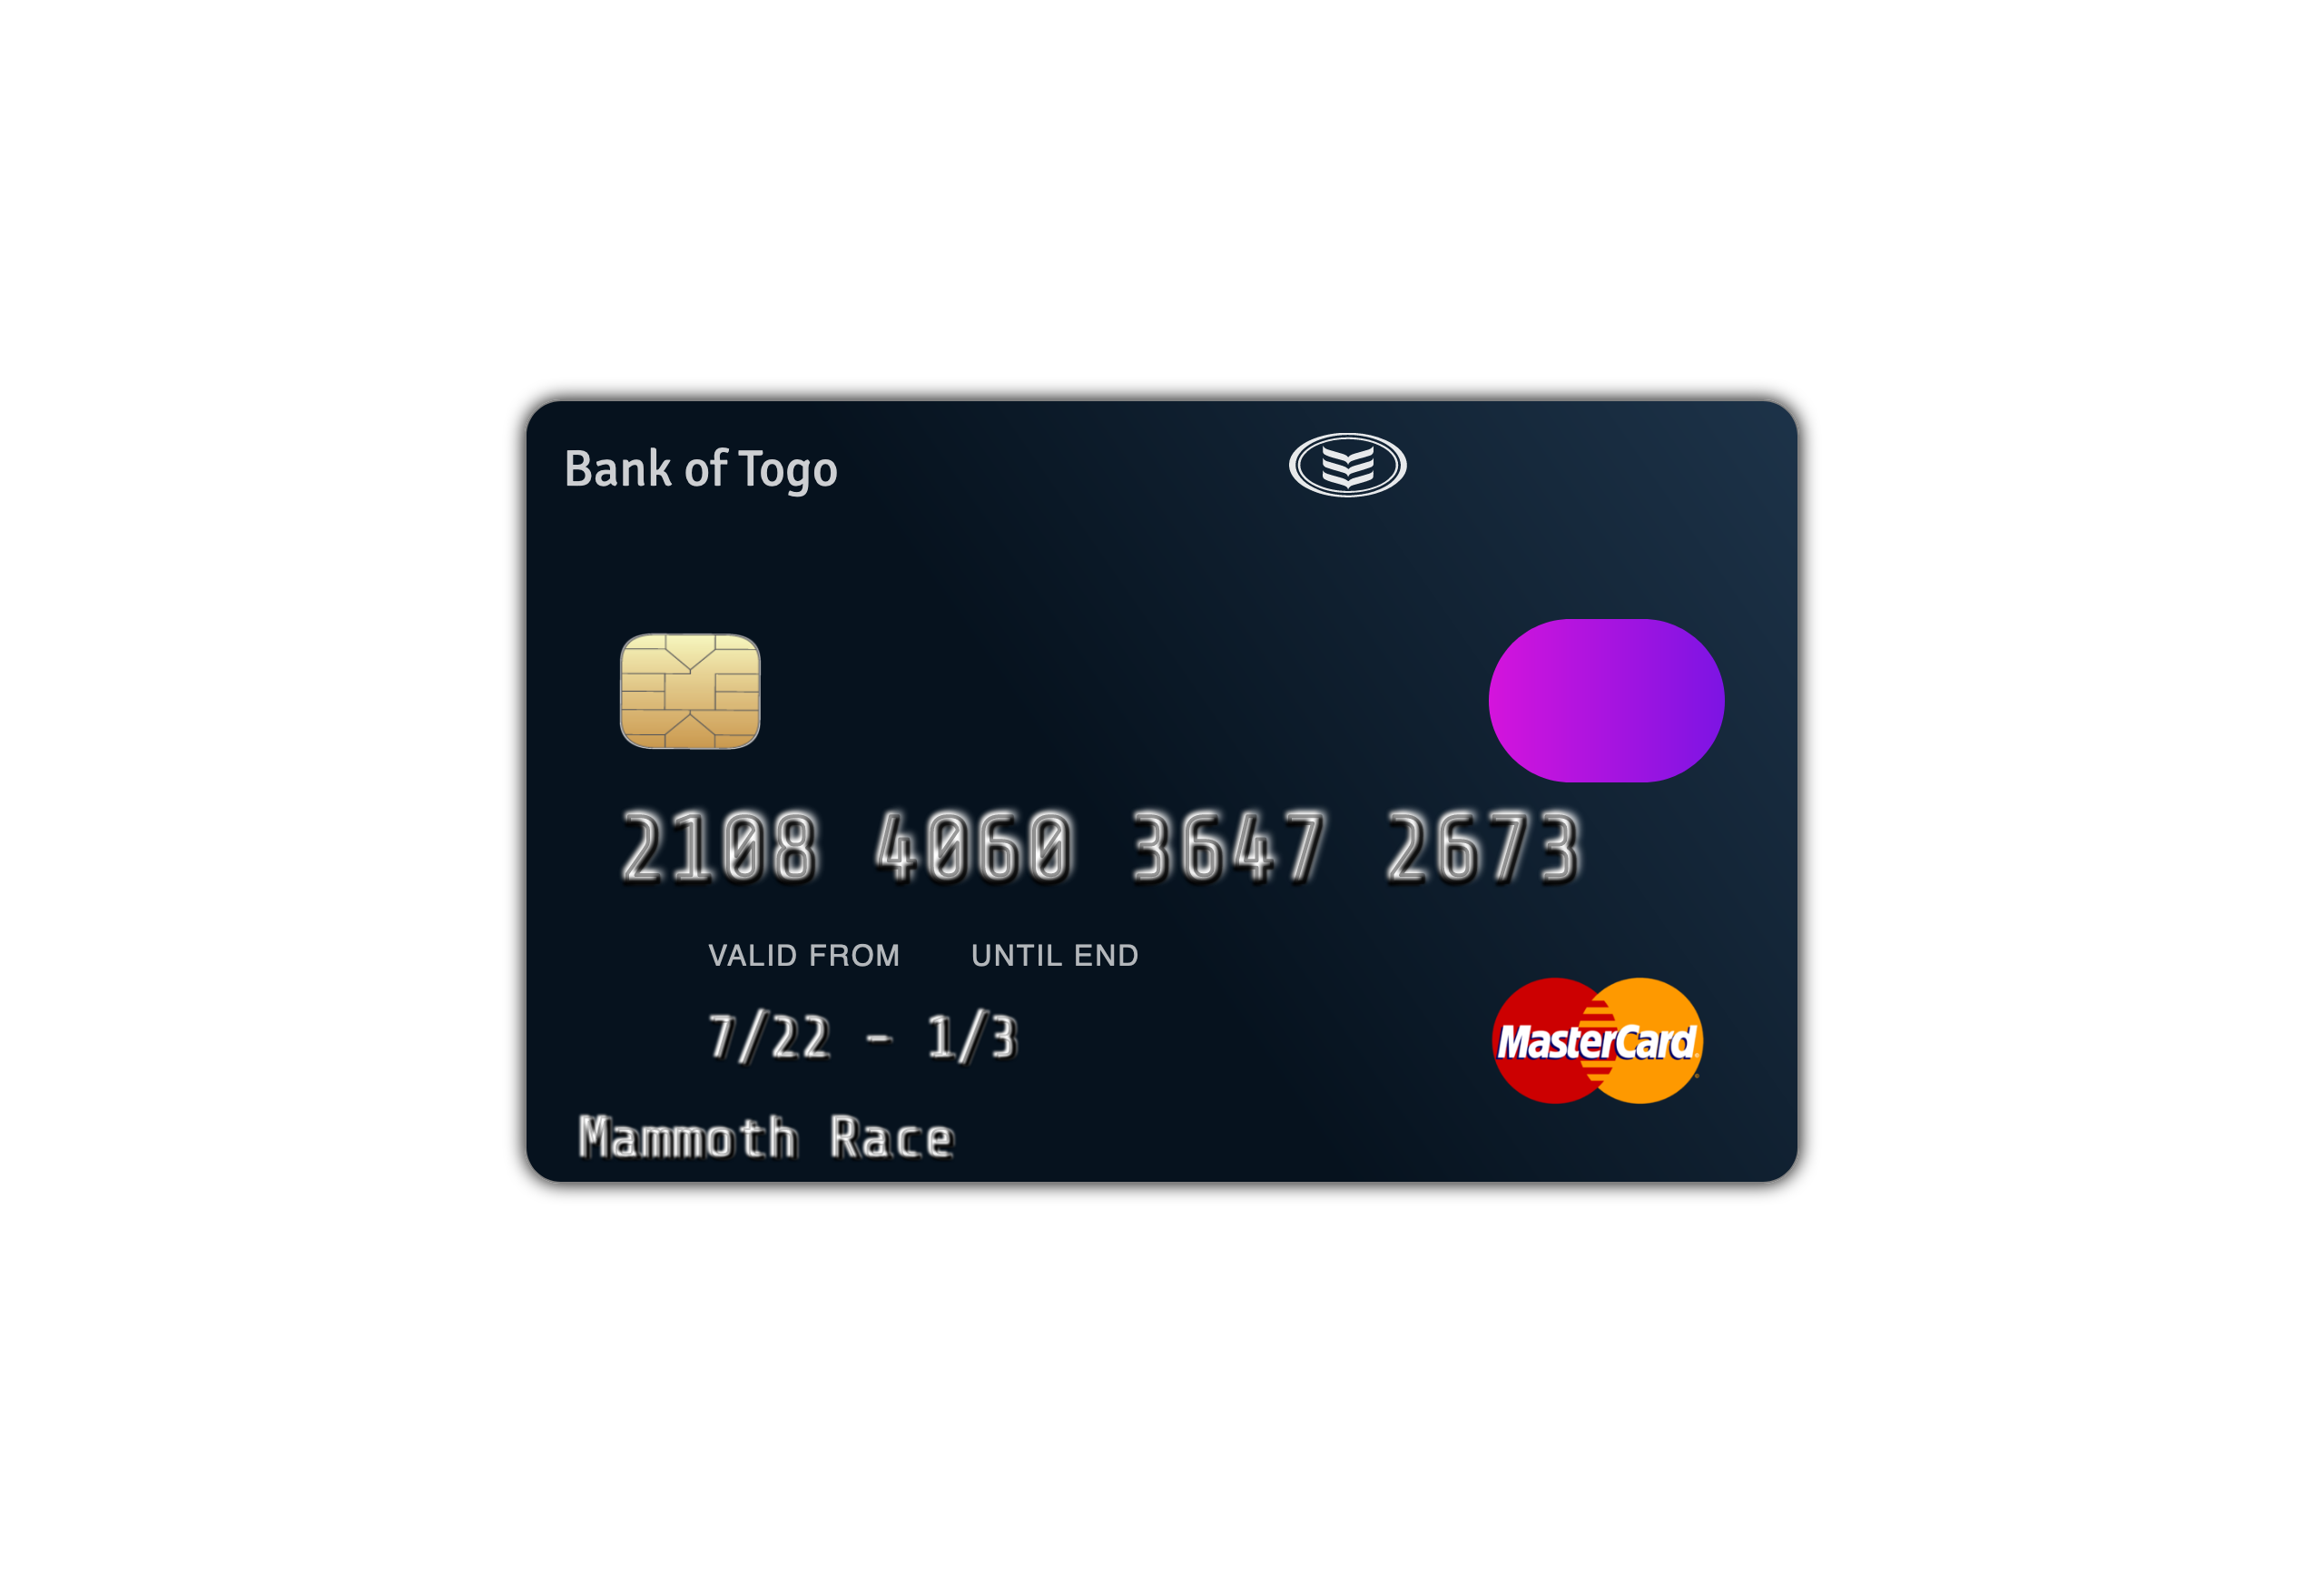 Bank of Togo
2108 4060 3647 2673
VALID FROM UNTIL END
7/22 - 1/3
MasterCard
Mammoth Race